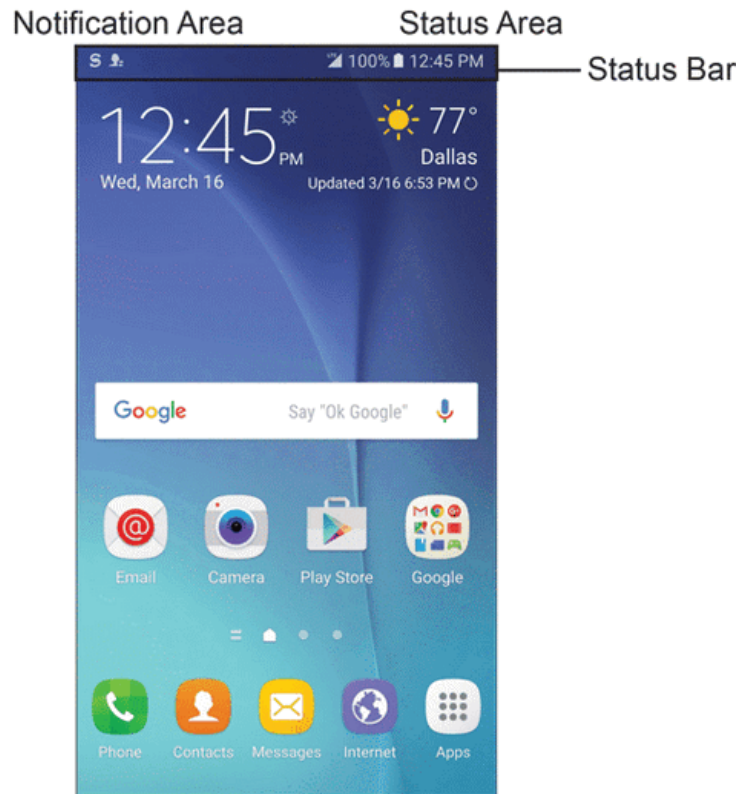 Notification Area Status Area
S 100% 12:45 PM
Status Bar
12:45 PM
77°
Dallas
Wed, March 16
Updated 3/16 6:53 PM
Google Say "Ok Google"
@
Email Camera Play Store Google
Phone Contacts Messages Internet Apps